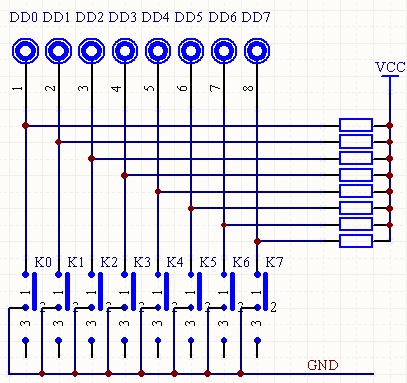 DD0 DD1 DD2 DD3 DD4 DD5 DD6 DD7
VCC
1 2 3 4 5 6 7 8
K0 K1 K2 K3 K4 K5 K6 K7
1 1 1 1 1 1 1 1
2 2 2 2 2 2 2 2
3 3 3 3 3 3 3 3
GND